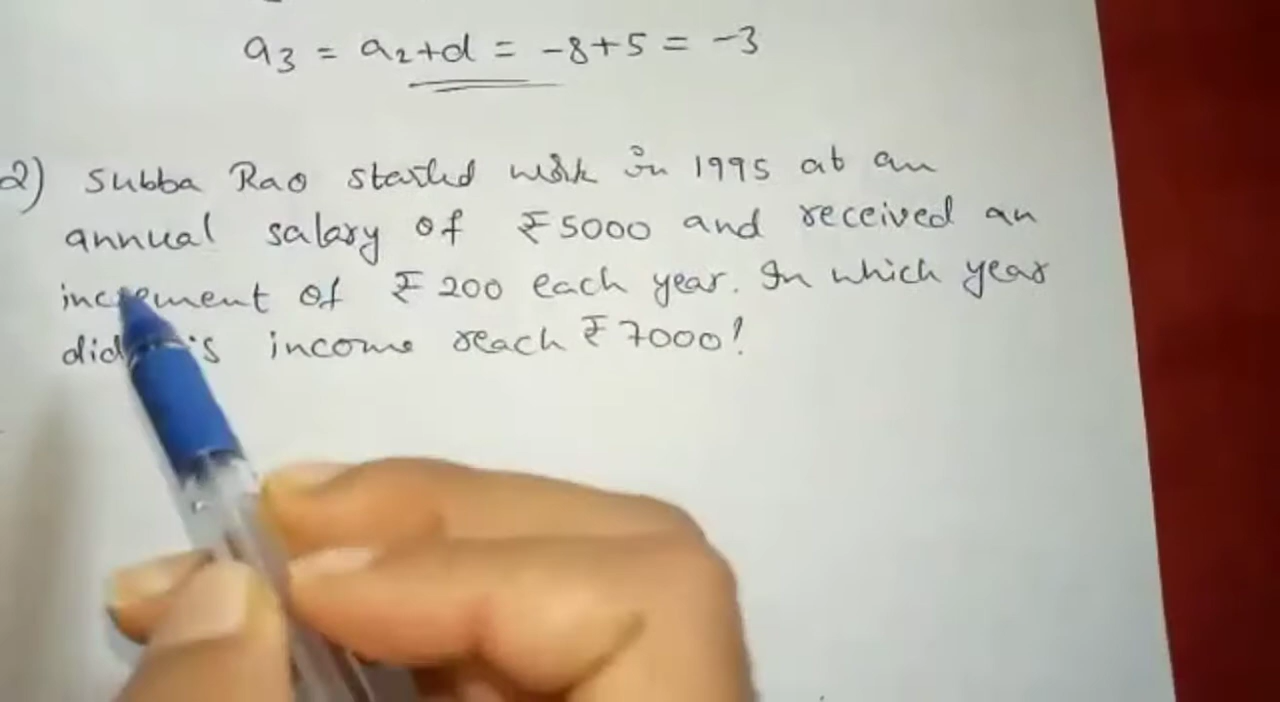 a3 = a2+d = -8+5 = -3
2) Subba Rao started work in 1995 at an
annual salary of ₹5000 and received an
increment of ₹200 each year. In which year
did income reach ₹7000?